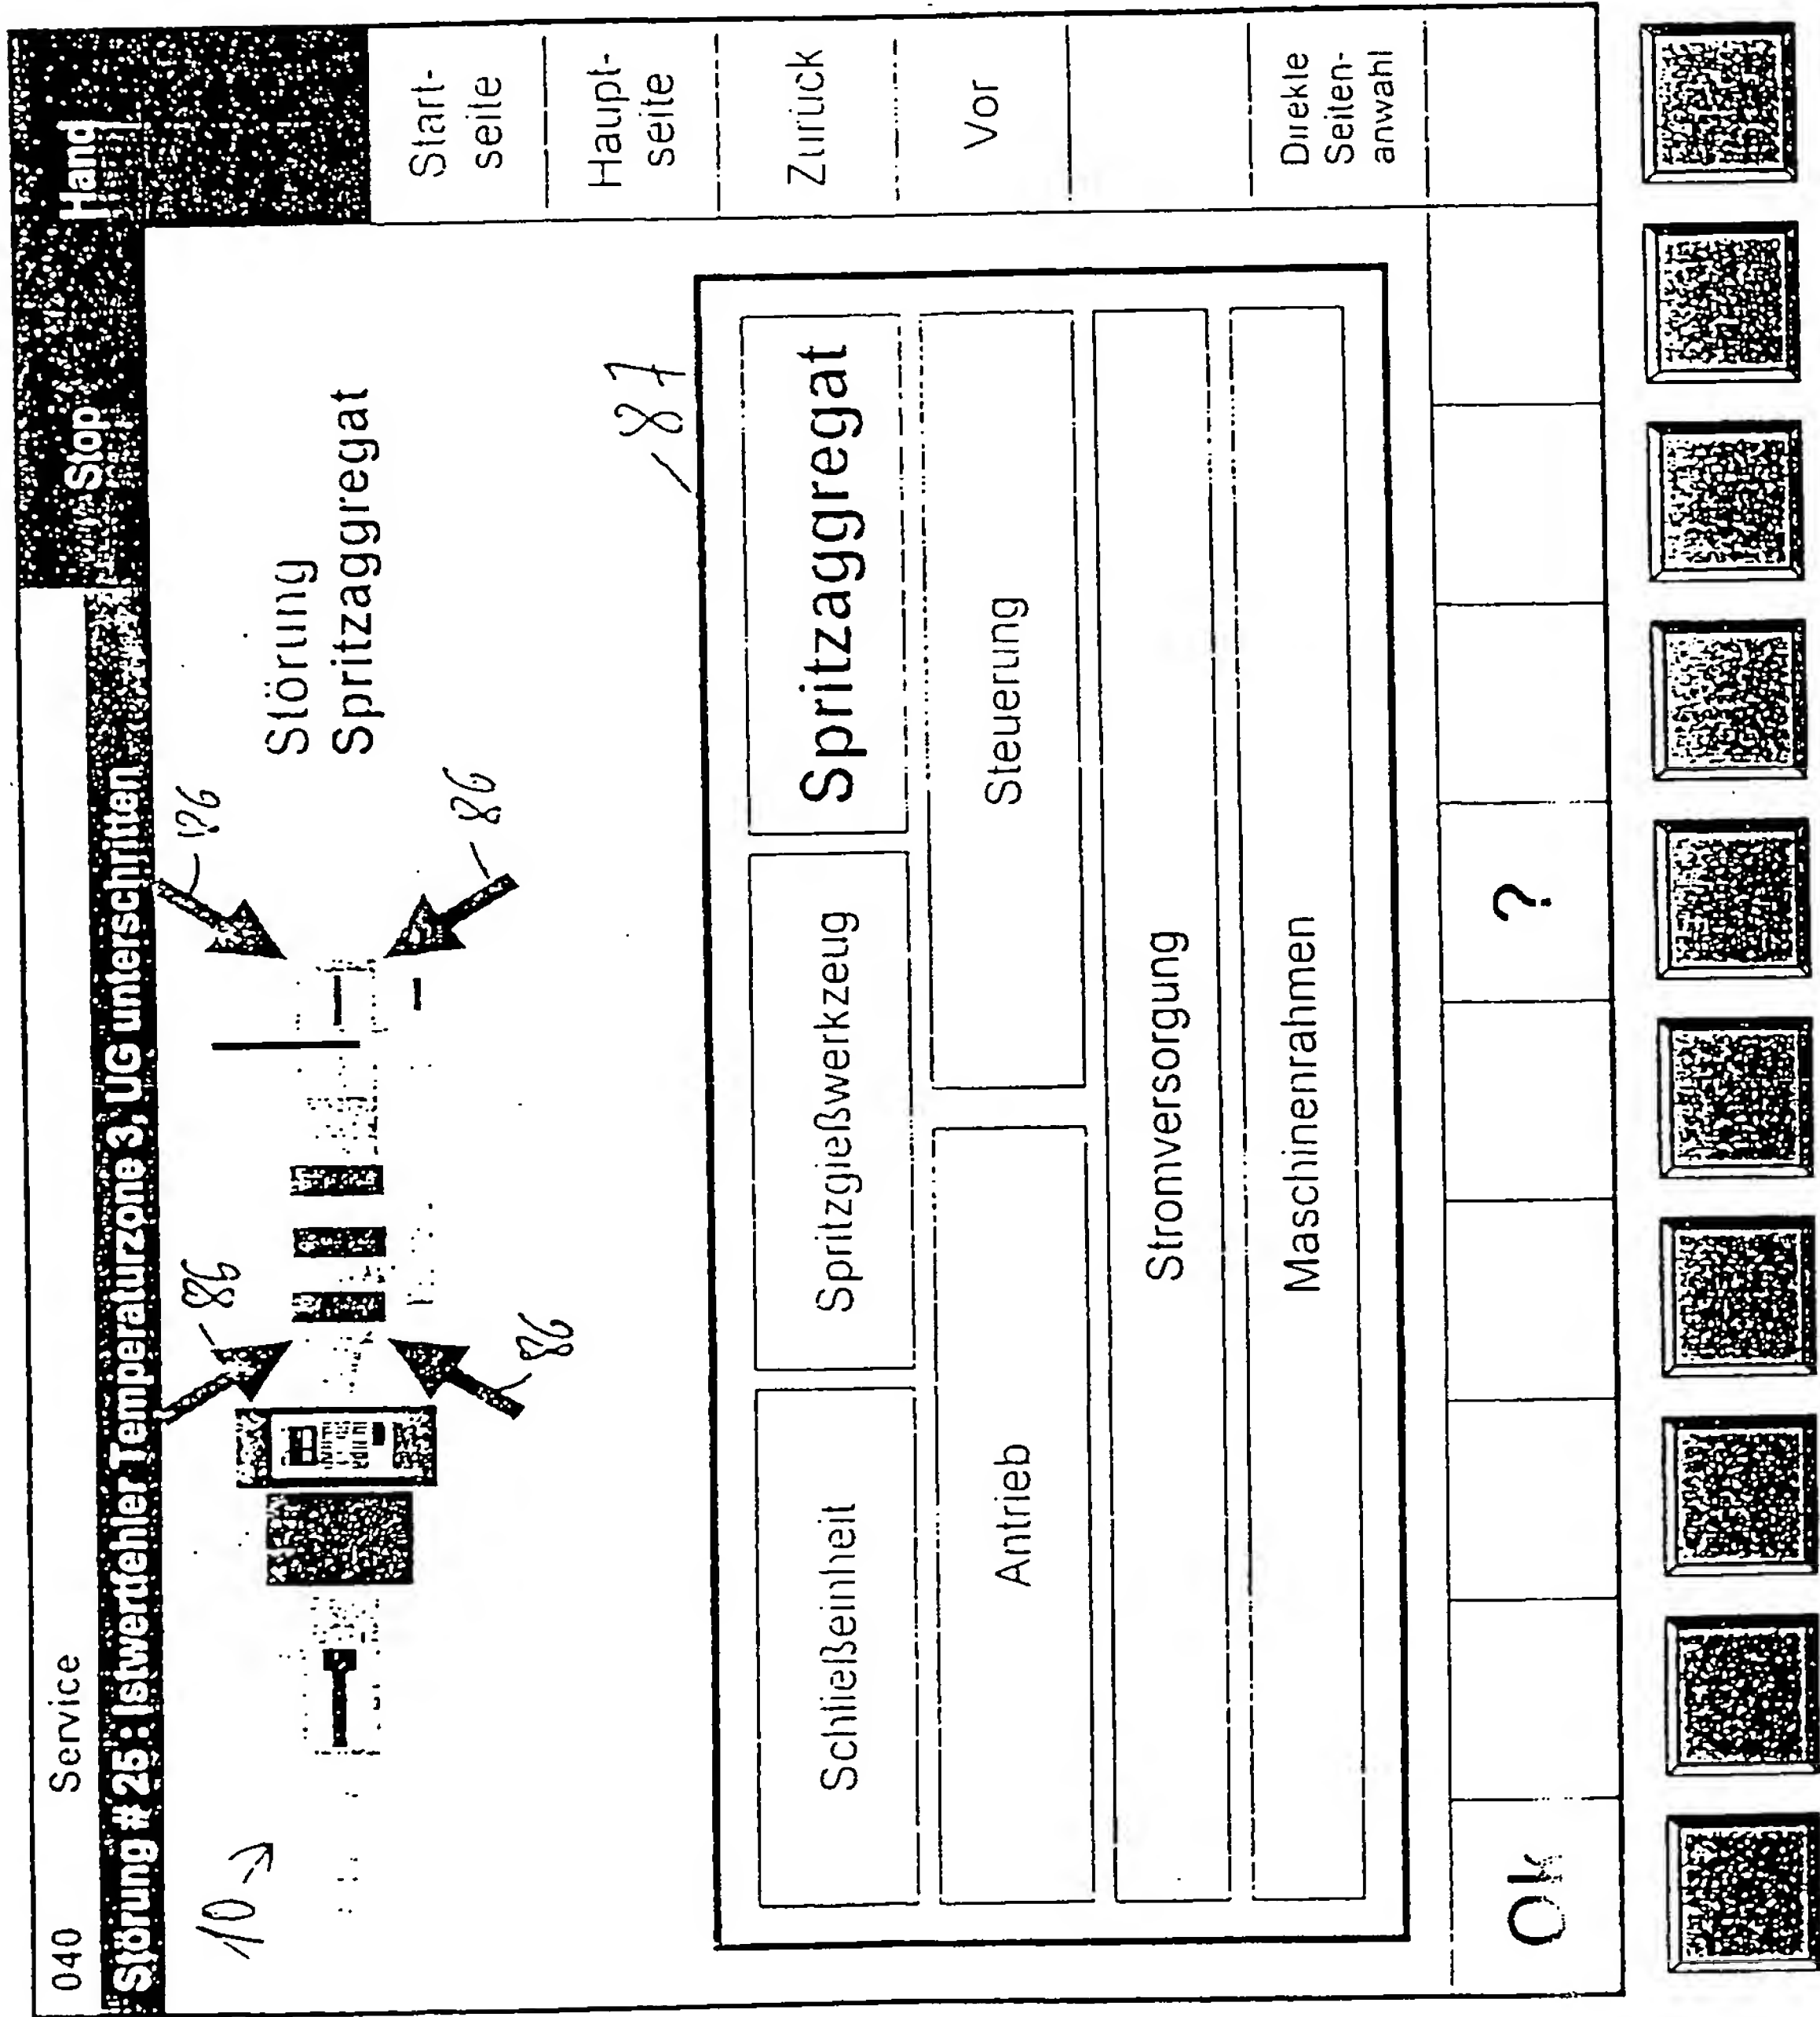 040 Service
Stop Hand
Störung # 25 : Istwertfehler Temperaturzone 3, UG unterschritten
Start-
seite
Haupt-
seite
Zurück
Vor
Direkte
Seiten-
anwahl
10
86
86
86
86
Störung
Spritzaggregat
87
Schließeinheit
Spritzgießwerkzeug
Spritzaggregat
Antrieb
Steuerung
Stromversorgung
Maschinenrahmen
Ok
?